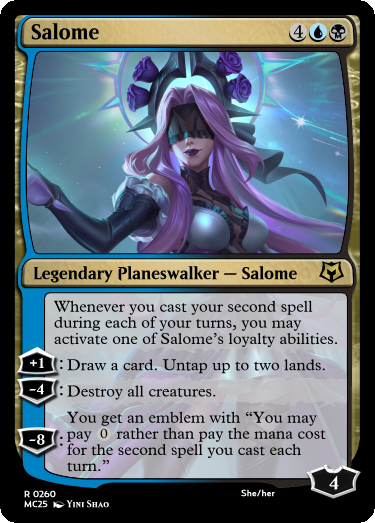 Salome 4
Legendary Planeswalker — Salome
Whenever you cast your second spell
during each of your turns, you may
activate one of Salome's loyalty abilities.
+1: Draw a card. Untap up to two lands.
-4: Destroy all creatures.
You get an emblem with “You may
-8: pay 0 rather than pay the mana cost
for the second spell you cast each
turn.”
4
R 0260 She/her
MC25 Yini Shao